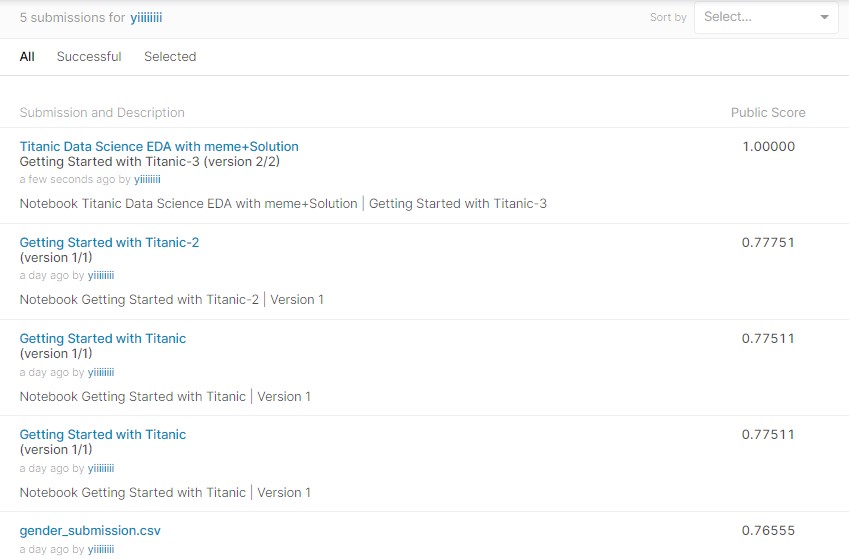 5 submissions for yiiiiiiii
Sort by Select...
All Successful Selected
Submission and Description Public Score
Titanic Data Science EDA with meme+Solution 1.00000
Getting Started with Titanic-3 (version 2/2)
a few seconds ago by yiiiiiiii
Notebook Titanic Data Science EDA with meme+Solution | Getting Started with Titanic-3
Getting Started with Titanic-2 0.77751
(version 1/1)
a day ago by yiiiiiiii
Notebook Getting Started with Titanic-2 | Version 1
Getting Started with Titanic 0.77511
(version 1/1)
a day ago by yiiiiiiii
Notebook Getting Started with Titanic | Version 1
Getting Started with Titanic 0.77511
(version 1/1)
a day ago by yiiiiiiii
Notebook Getting Started with Titanic | Version 1
gender_submission.csv 0.76555
a day ago by yiiiiiiii